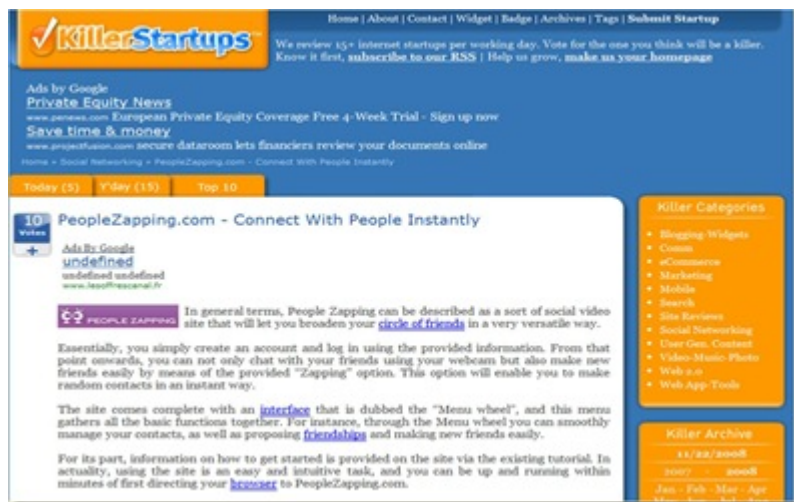 KillerStartups
Home | About | Contact | Widget | Badge | Archives | Tags | Submit Startup
We review 15+ internet startups per working day. Vote for the one you think will be a killer.
Know it first, subscribe to our RSS | Help us grow, make us your homepage
Ads by Google
Private Equity News
www.penews.com European Private Equity Coverage Free 4-Week Trial - Sign up now
Save time & money
www.projectfusion.com secure dataroom lets financiers review your documents online
Home » Social Networking » PeopleZapping.com - Connect With People Instantly
Today (5) Y'day (15) Top 10
10
Votes
+
PeopleZapping.com - Connect With People Instantly
Ads By Google
undefined
undefined undefined
www.lesoffrescanal.fr
PEOPLE ZAPPING
In general terms, People Zapping can be described as a sort of social video
site that will let you broaden your circle of friends in a very versatile way.
Essentially, you simply create an account and log in using the provided information. From that
point onwards, you can not only chat with your friends using your webcam but also make new
friends easily by means of the provided "Zapping" option. This option will enable you to make
random contacts in an instant way.
The site comes complete with an interface that is dubbed the "Menu wheel", and this menu
gathers all the basic functions together. For instance, through the Menu wheel you can smoothly
manage your contacts, as well as proposing friendships and making new friends easily.
For its part, information on how to get started is provided on the site via the existing tutorial. In
actuality, using the site is an easy and intuitive task, and you can be up and running within
minutes of first directing your browser to PeopleZapping.com.
Killer Categories
Blogging-Widgets
Comm
eCommerce
Marketing
Mobile
Search
Site Reviews
Social Networking
User Gen. Content
Video-Music-Photo
Web 2.0
Web App-Tools
Killer Archive
11/22/2008
2007 - 2008
Jan - Feb - Mar - Apr